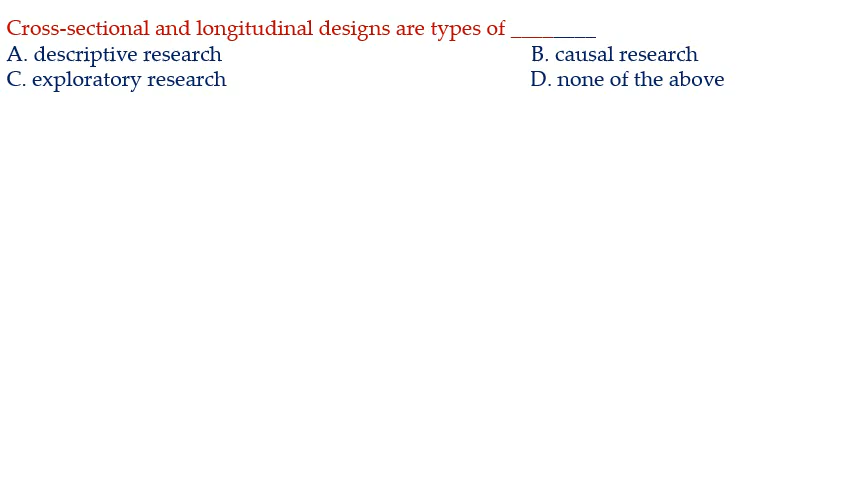 Cross-sectional and longitudinal designs are types of ________
A. descriptive research B. causal research
C. exploratory research D. none of the above